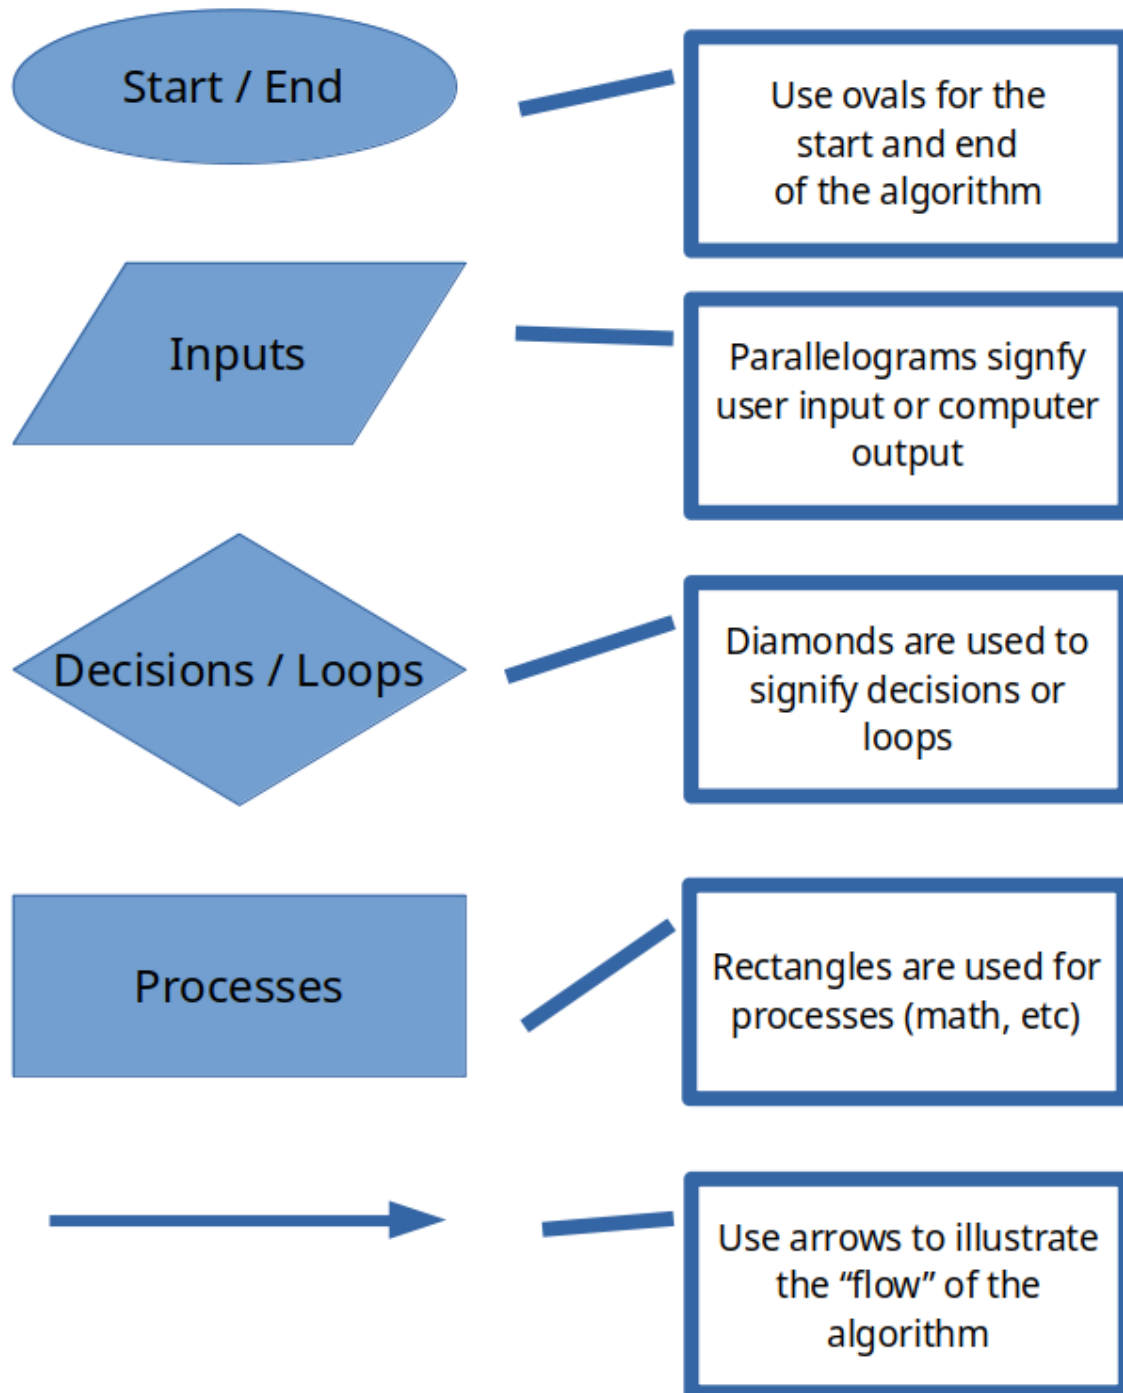 Start / End
Use ovals for the
start and end
of the algorithm
Inputs
Parallelograms signfy
user input or computer
output
Decisions / Loops
Diamonds are used to
signify decisions or
loops
Processes
Rectangles are used for
processes (math, etc)
Use arrows to illustrate
the “flow” of the
algorithm